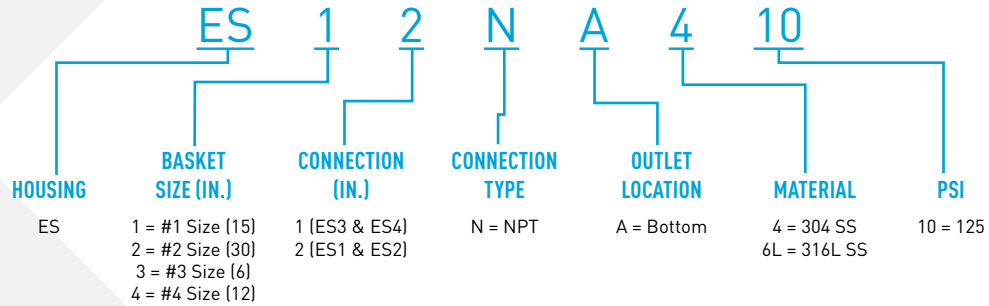 ES 1 2 N A 4 10
HOUSING
BASKET
SIZE (IN.)
CONNECTION
(IN.)
CONNECTION
TYPE
OUTLET
LOCATION
MATERIAL
PSI
ES
1 = #1 Size (15)
2 = #2 Size (30)
3 = #3 Size (6)
4 = #4 Size (12)
1 (ES3 & ES4)
2 (ES1 & ES2)
N = NPT
A = Bottom
4 = 304 SS
6L = 316L SS
10 = 125